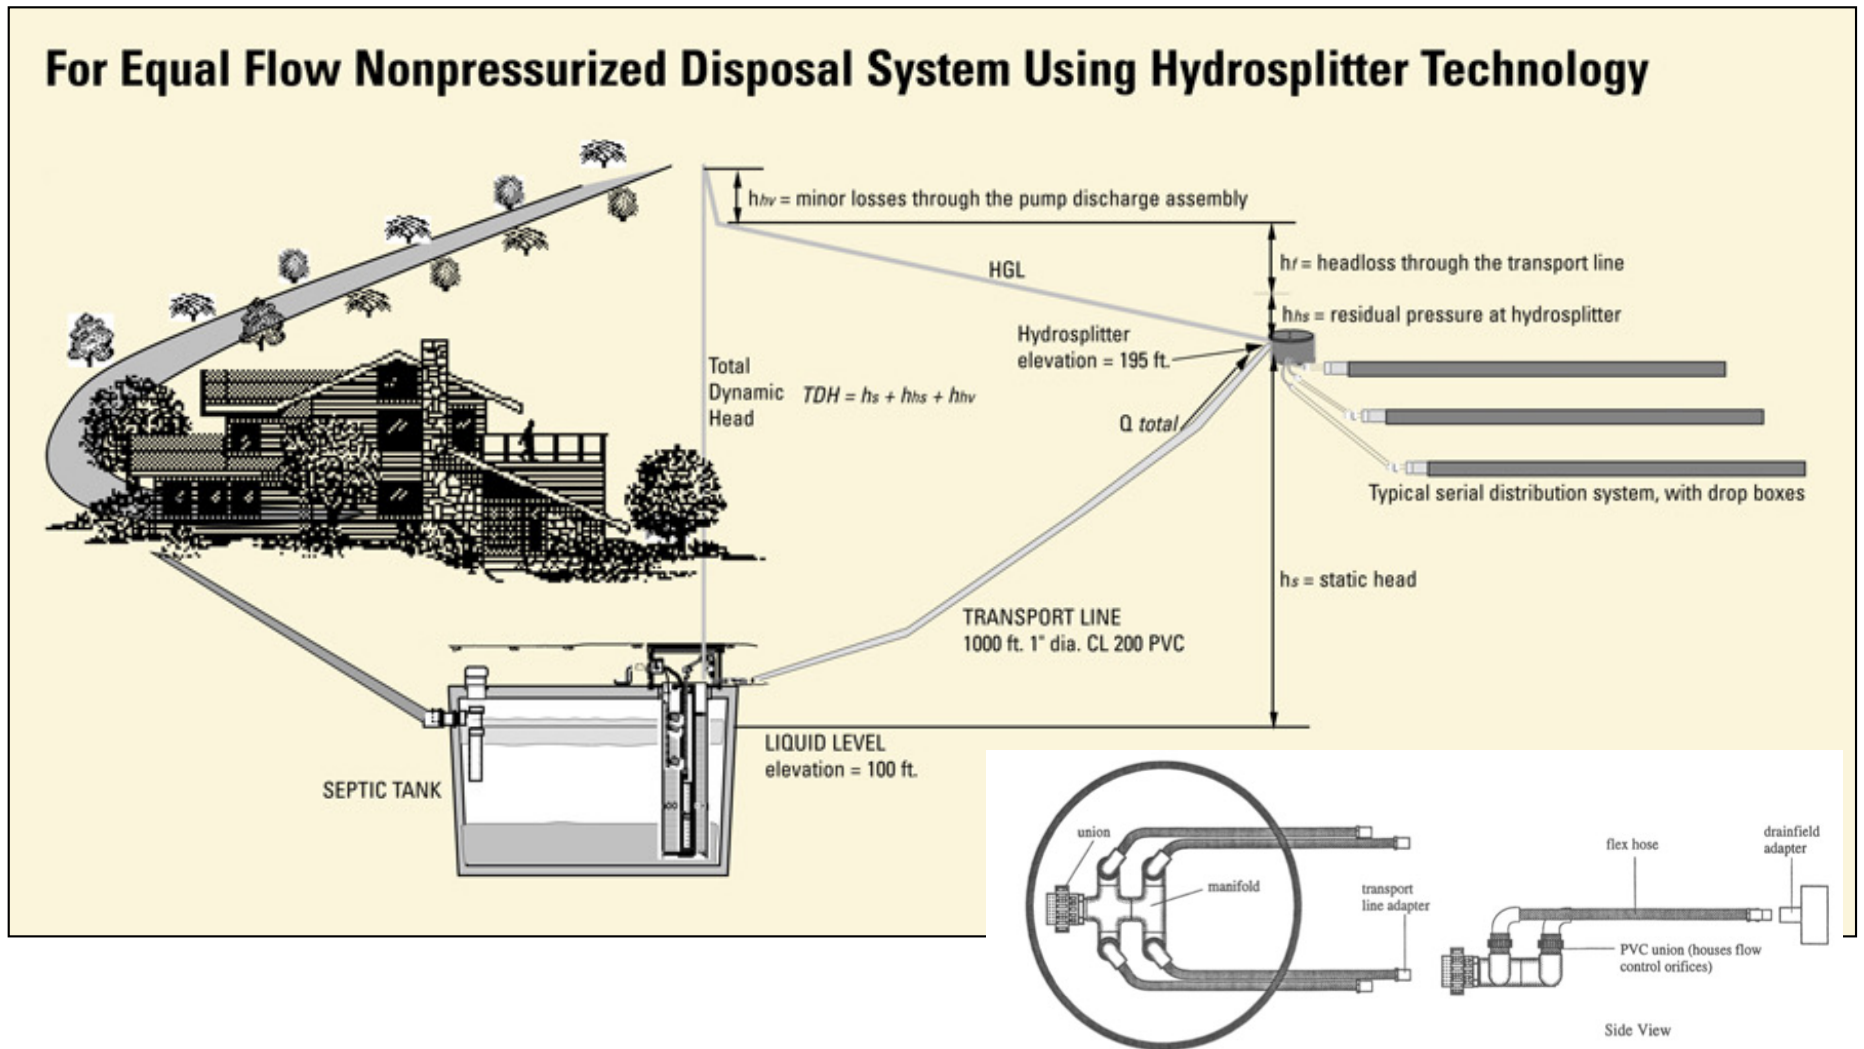 For Equal Flow Nonpressurized Disposal System Using Hydrosplitter Technology
hhv = minor losses through the pump discharge assembly
HGL
hf = headloss through the transport line
hhs = residual pressure at hydrosplitter
Hydrosplitter
elevation = 195 ft.
Total
Dynamic
Head
TDH = hs + hhs + hhv
Q total
Typical serial distribution system, with drop boxes
hs = static head
TRANSPORT LINE
1000 ft. 1" dia. CL 200 PVC
LIQUID LEVEL
elevation = 100 ft.
SEPTIC TANK
union
manifold
transport
line adapter
flex hose
drainfield
adapter
PVC union (houses flow
control orifices)
Side View